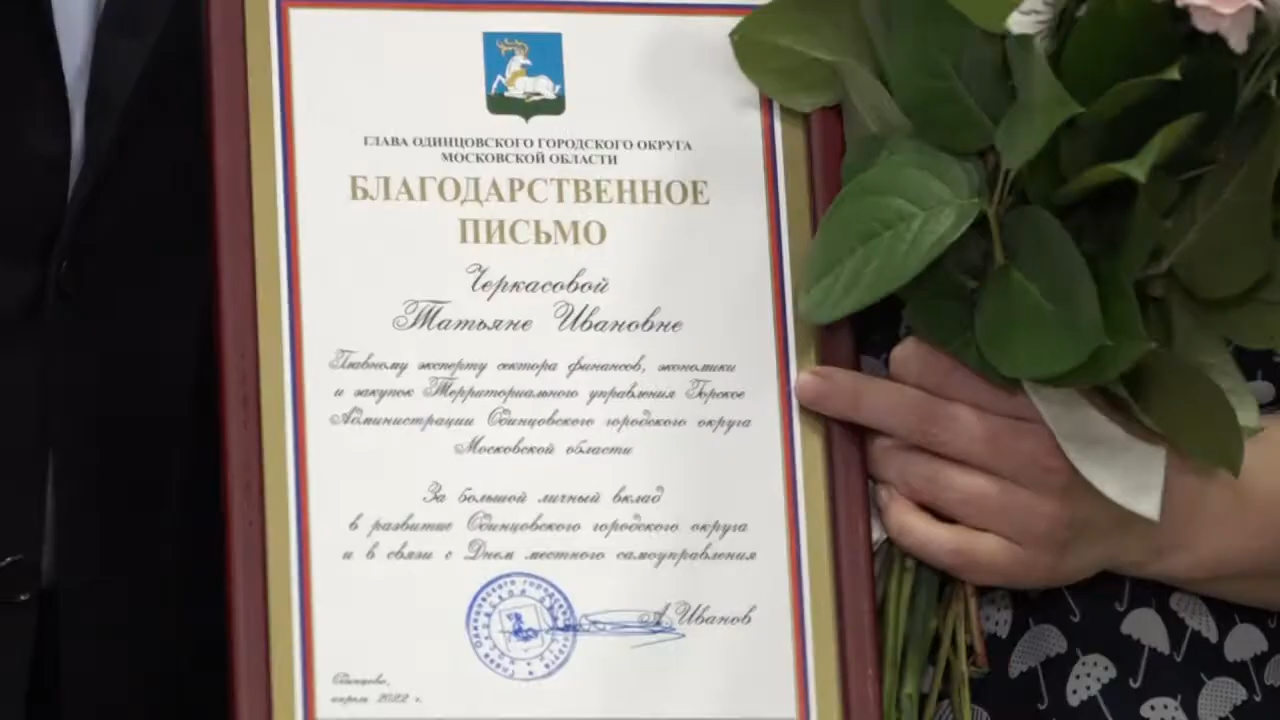 ГЛАВА ОДИНЦОВСКОГО ГОРОДСКОГО ОКРУГА
МОСКОВСКОЙ ОБЛАСТИ
БЛАГОДАРСТВЕННОЕ
ПИСЬМО
Черкасовой
Татьяне Ивановне
Главному эксперту сектора финансов, экономики
и закупок Территориального управления Горское
Администрации Одинцовского городского округа
Московской области
За большой личный вклад
в развитие Одинцовского городского округа
и в связи с Днем местного самоуправления
А.Иванов
Одинцово,
апрель 2022 г.